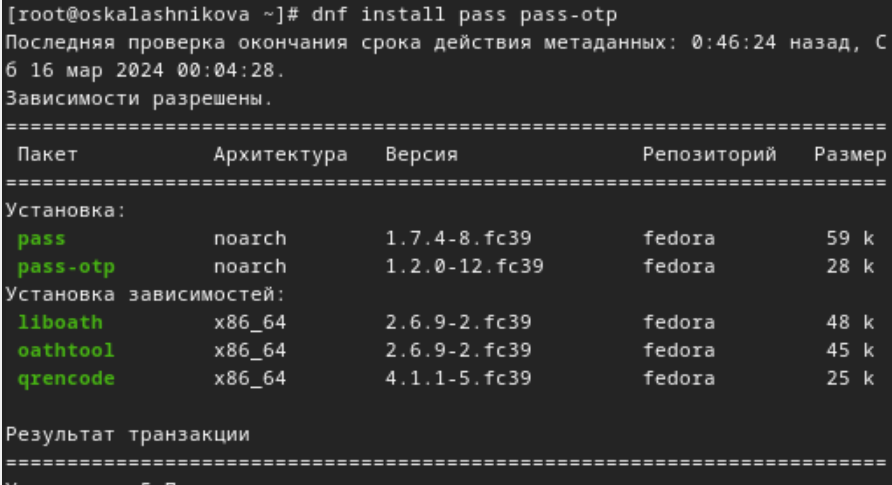 [root@oskalashnikova ~]# dnf install pass pass-otp
Последняя проверка окончания срока действия метаданных: 0:46:24 назад, С
б 16 мар 2024 00:04:28.
Зависимости разрешены.
================================================================================
Пакет Архитектура Версия Репозиторий Размер
================================================================================
Установка:
pass noarch 1.7.4-8.fc39 fedora 59 k
pass-otp noarch 1.2.0-12.fc39 fedora 28 k
Установка зависимостей:
liboath x86_64 2.6.9-2.fc39 fedora 48 k
oathtool x86_64 2.6.9-2.fc39 fedora 45 k
qrencode x86_64 4.1.1-5.fc39 fedora 25 k
Результат транзакции
================================================================================